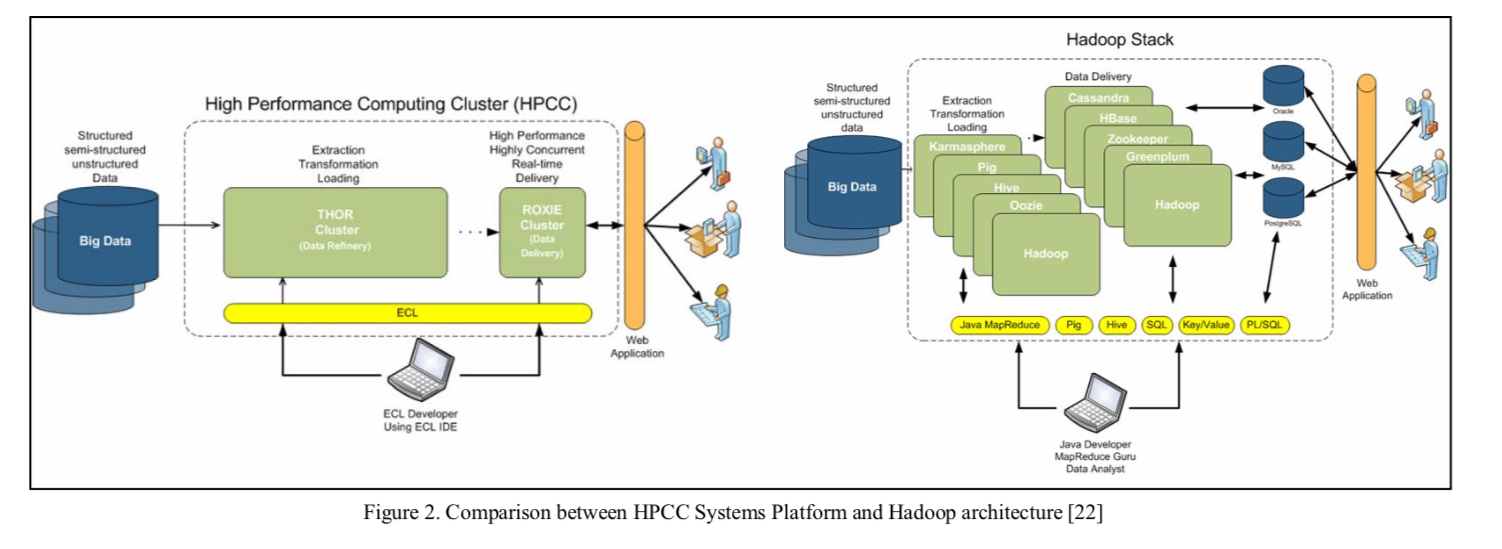 High Performance Computing Cluster (HPCC)
Structured
semi-structured
unstructured
Data
Big Data
Extraction
Transformation
Loading
THOR
Cluster
(Data Refinery)
High Performance
Highly Concurrent
Real-time
Delivery
ROXIE
Cluster
(Data
Delivery)
ECL
Web
Application
ECL Developer
Using ECL IDE
Hadoop Stack
Structured
semi-structured
unstructured
data
Big Data
Extraction
Transformation
Loading
Karmasphere
Pig
Hive
Oozie
Hadoop
Data Delivery
Cassandra
HBase
Zookeeper
Greenplum
Hadoop
Oracle
MySQL
PostgreSQL
Java MapReduce
Pig
Hive
SQL
Key/Value
PL/SQL
Web
Application
Java Developer
MapReduce Guru
Data Analyst
Figure 2. Comparison between HPCC Systems Platform and Hadoop architecture [22]